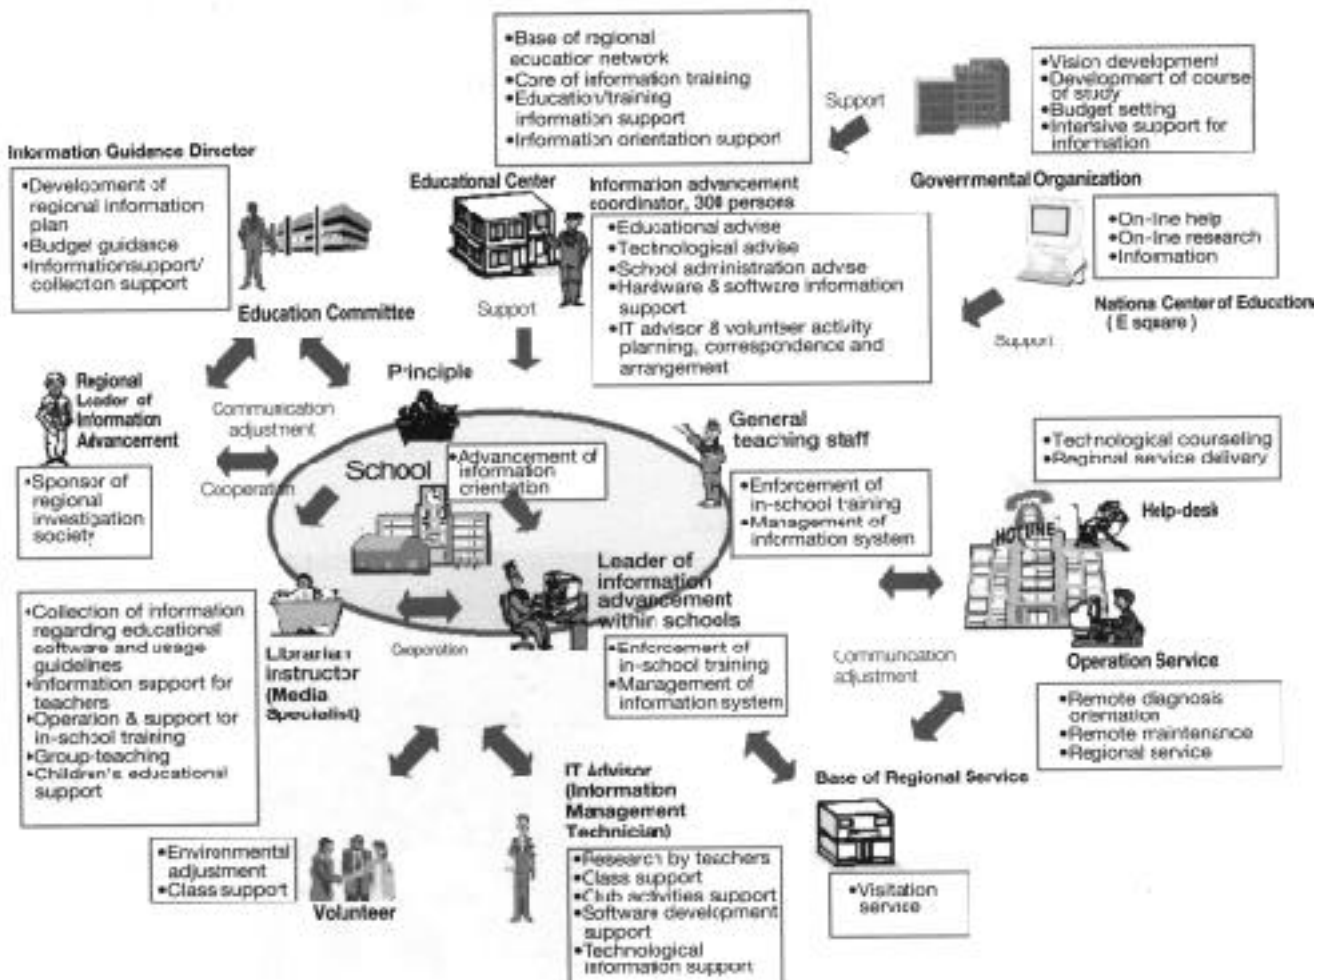 •Base of regional
education network
•Core of information training
•Education/training
information support
•Information orientation support
Support
•Vision development
•Development of course
of study
•Budget setting
•Intensive support for
information
Governmental Organization
Information Guidance Director
•Development of
regional information
plan
•Budget guidance
•Informationsupport/
collection support
Education Committee
Educational Center
Support
Information advancement
coordinator, 300 persons
•Educational advise
•Technological advise
•School administration advise
•Hardware & software information
support
•IT advisor & volunteer activity
planning, correspondence and
arrangement
•On-line help
•On-line research
•Information
National Center of Education
( E square )
Support
Regional
Leader of
Information
Advancement
•Sponsor of
regional
investigation
society
Communication
adjustment
Cooperation
Principle
School
•Advancement of
information
orientation
General
teaching staff
•Enforcement of
in-school training
•Management of
information system
•Technological counseling
•Regional service delivery
HOTLINE
Help-desk
Operation Service
•Remote diagnosis
orientation
•Remote maintenance
•Regional service
Leader of
information
advancement
within schools
•Enforcement of
in-school training
•Management of
information system
Cooperation
Librarian
instructor
(Media
Specialist)
•Collection of information
regarding educational
software and usage
guidelines
•Information support for
teachers
•Operation & support for
in-school training
•Group-teaching
•Children's educational
support
Communication
adjustment
Base of Regional Service
•Visitation
service
IT Advisor
(Information
Management
Technician)
•Research by teachers
•Class support
•Club activities support
•Software development
support
•Technological
information support
•Environmental
adjustment
•Class support
Volunteer